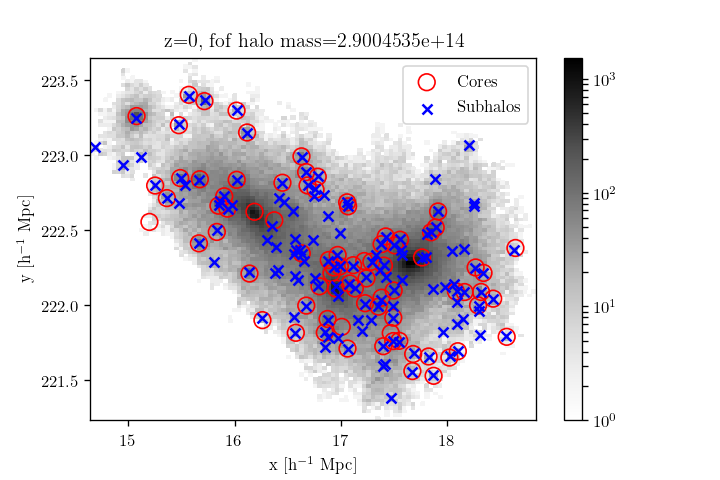 z=0, fof halo mass=2.9004535e+14
Cores
Subhalos
223.5
223.0
222.5
222.0
221.5
y [h⁻¹ Mpc]
15
16
17
18
x [h⁻¹ Mpc]
10³
10²
10¹
10⁰